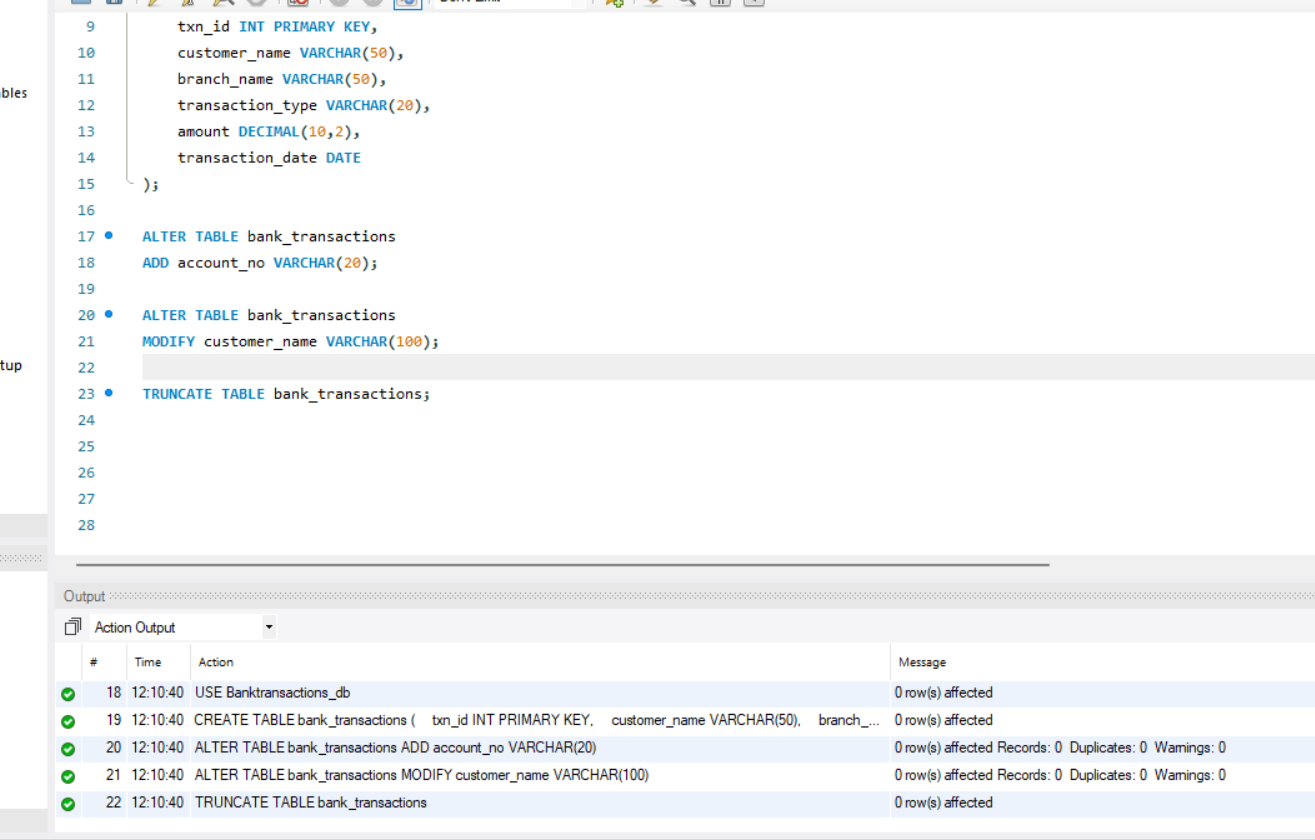 9 txn_id INT PRIMARY KEY,
10 customer_name VARCHAR(50),
11 branch_name VARCHAR(50),
bles
12 transaction_type VARCHAR(20),
13 amount DECIMAL(10,2),
14 transaction_date DATE
15 );
16
17 ALTER TABLE bank_transactions
18 ADD account_no VARCHAR(20);
19
20 ALTER TABLE bank_transactions
21 MODIFY customer_name VARCHAR(100);
tup
22
23 TRUNCATE TABLE bank_transactions;
24
25
26
27
28
Output
Action Output
# Time Action Message
18 12:10:40 USE Banktransactions_db 0 row(s) affected
19 12:10:40 CREATE TABLE bank_transactions ( txn_id INT PRIMARY KEY, customer_name VARCHAR(50), branch_... 0 row(s) affected
20 12:10:40 ALTER TABLE bank_transactions ADD account_no VARCHAR(20) 0 row(s) affected Records: 0 Duplicates: 0 Warnings: 0
21 12:10:40 ALTER TABLE bank_transactions MODIFY customer_name VARCHAR(100) 0 row(s) affected Records: 0 Duplicates: 0 Warnings: 0
22 12:10:40 TRUNCATE TABLE bank_transactions 0 row(s) affected